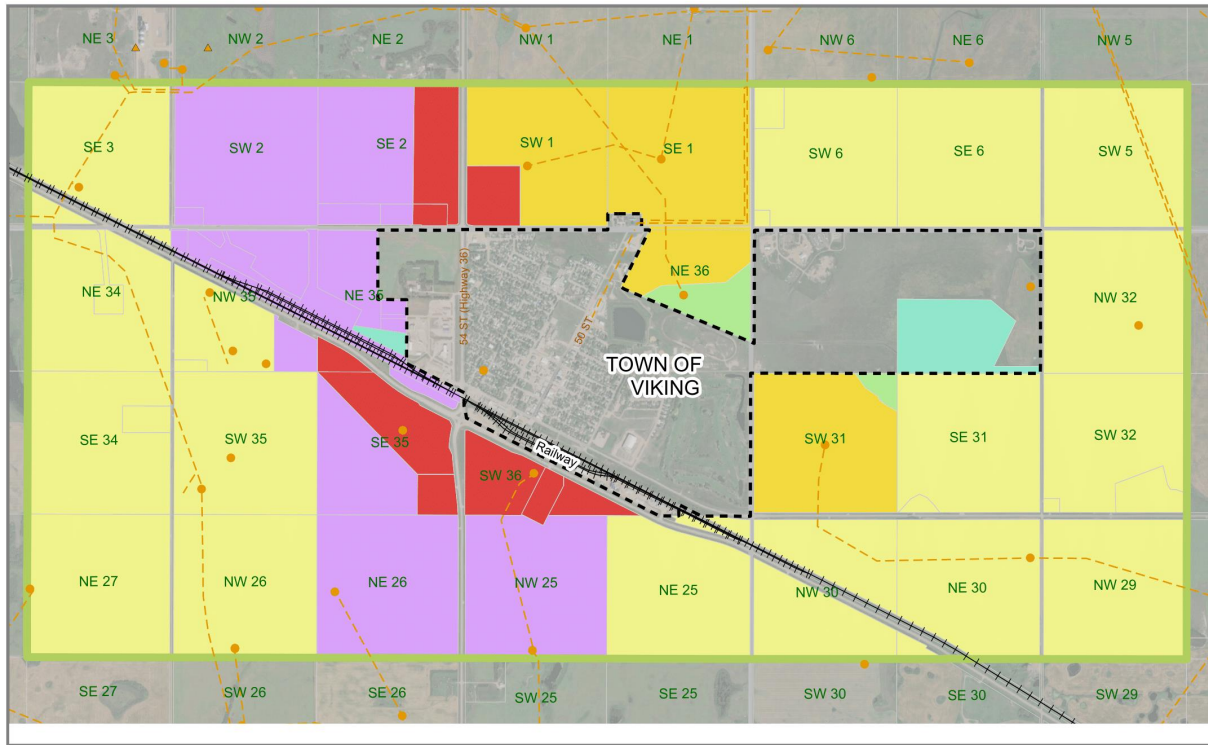 NE 3
NW 2
NE 2
NW 1
NE 1
NW 6
NE 6
NW 5
SE 3
SW 2
SE 2
SW 1
SE 1
SW 6
SE 6
SW 5
NE 34
NW 35
NE 35
54 ST (Highway 36)
50 ST
NE 36
NW 32
TOWN OF
VIKING
SE 34
SW 35
SE 35
SW 36
Railway
SW 31
SE 31
SW 32
NE 27
NW 26
NE 26
NW 25
NE 25
NW 30
NE 30
NW 29
SE 27
SW 26
SE 26
SW 25
SE 25
SW 30
SE 30
SW 29